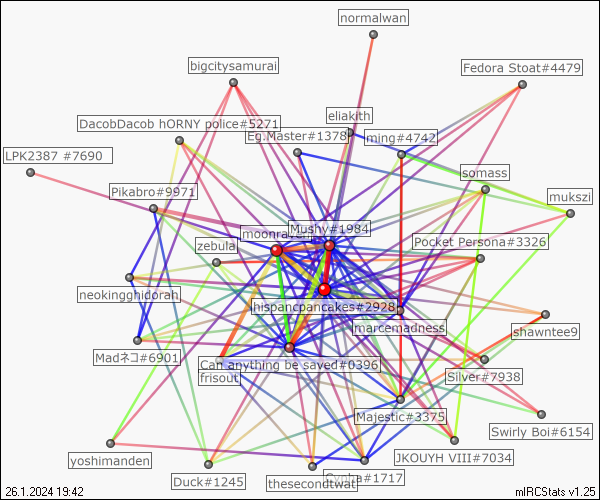 normalwan
bigcitysamurai
Fedora Stoat#4479
eliakith
DacobDacob hORNY police#5271
Eg.Master#1378
ming#4742
LPK2387 #7690
somass
Pikabro#9971
mukszi
moonraven
Mushy#1984
zebula
Pocket Persona#3326
neokingghidorah
hispancpancakes#2928
marcemadness
shawntee9
Madネコ#6901
Can anything be saved#0396
frisout
Silver#7938
Majestic#3375
Swirly Boi#6154
yoshimanden
JKOUYH VIII#7034
Duck#1245
thesecondtwat
#1717
26.1.2024 19:42
mIRCStats v1.25